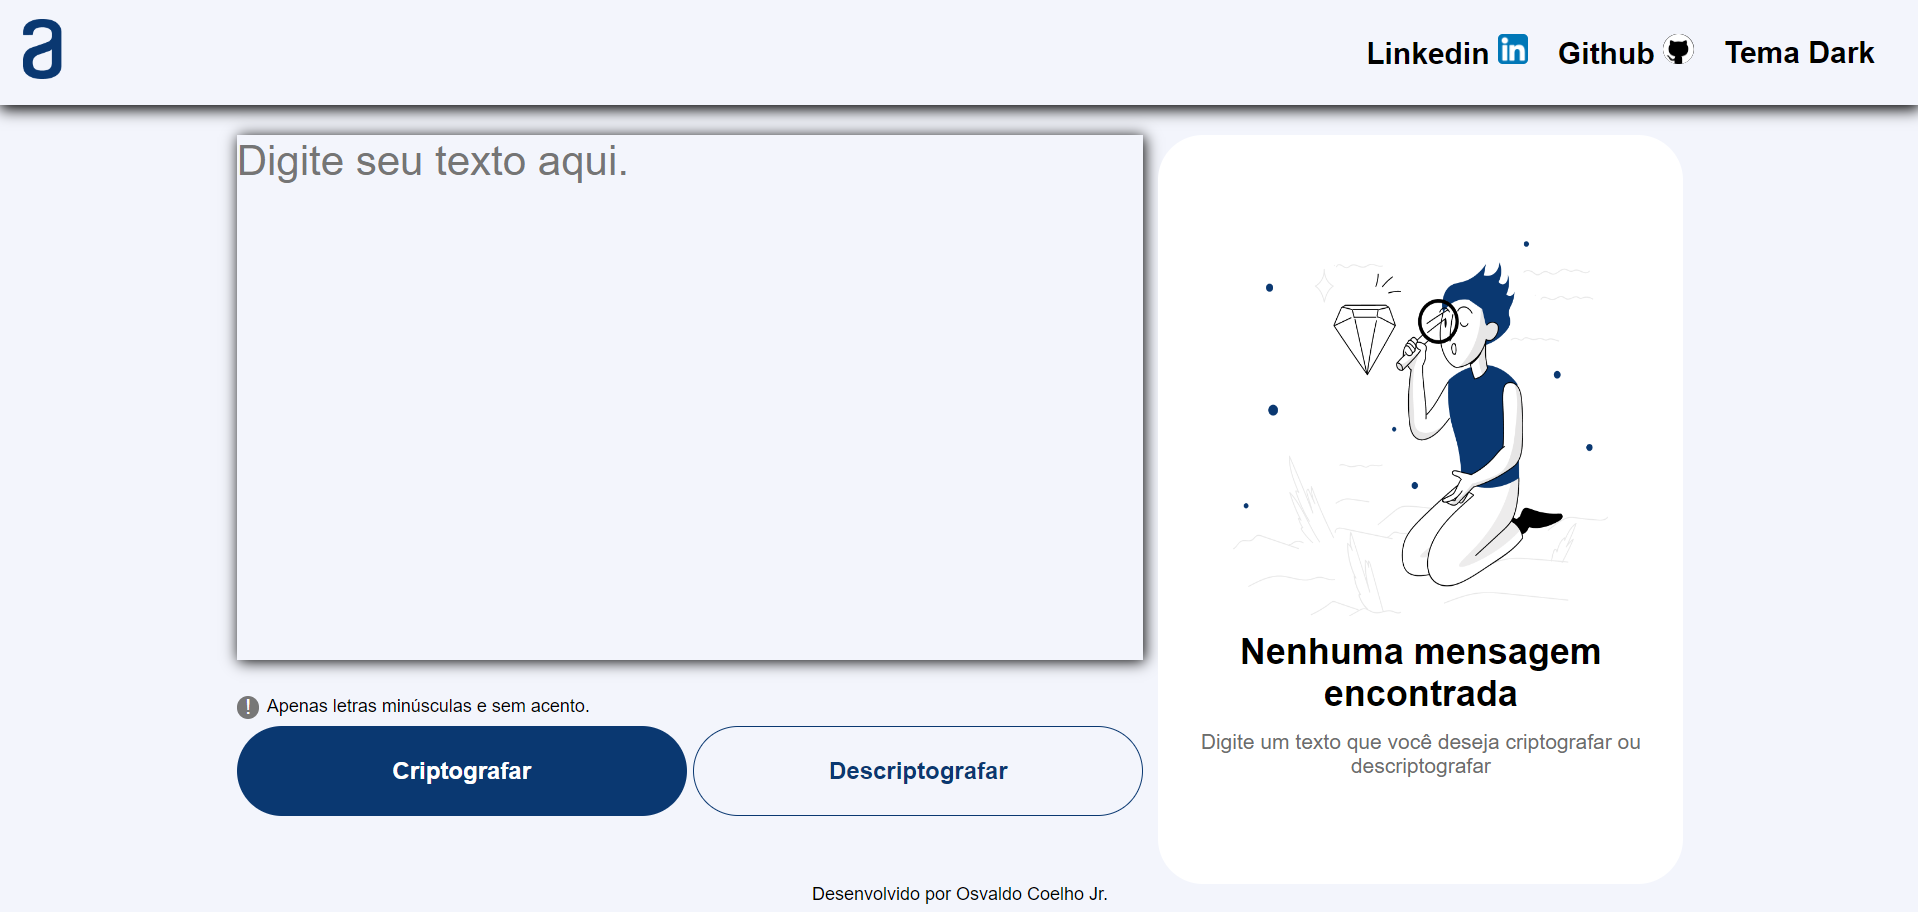 a
Linkedin in Github Tema Dark
Digite seu texto aqui.
! Apenas letras minúsculas e sem acento.
Criptografar Descriptografar
Nenhuma mensagem
encontrada
Digite um texto que você deseja criptografar ou
descriptografar
Desenvolvido por Osvaldo Coelho Jr.